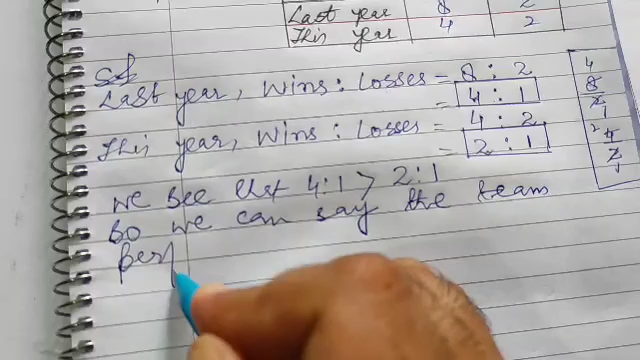 Last year 8 2
This year 4 2
Sol
Last year, Wins : Losses = 8 : 2
= 4 : 1
This year, Wins : Losses = 4 : 2
= 2 : 1
4
8
2
1
2 4
2
1
We see that 4:1 > 2:1
So we can say the team
Perf